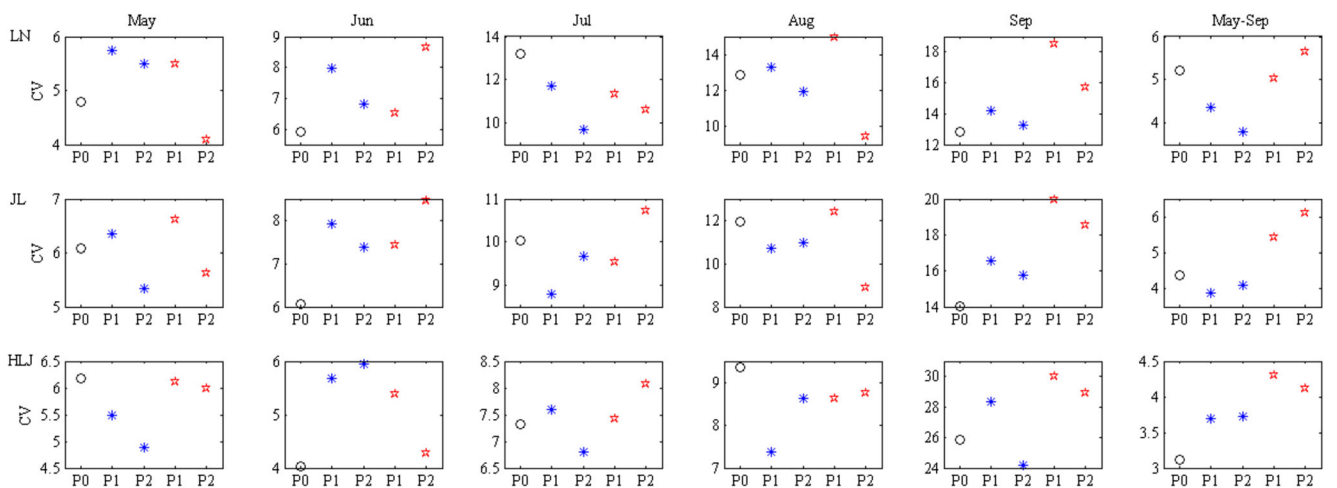 May Jun Jul Aug Sep May-Sep
LN
6 9 14 15 18 6
CV
5 8 12 14 16 5
7 10 12 14 4
4 6 10 12
P0 P1 P2 P1 P2 P0 P1 P2 P1 P2 P0 P1 P2 P1 P2 P0 P1 P2 P1 P2 P0 P1 P2 P1 P2 P0 P1 P2 P1 P2
JL
7 8 11 12 20 6
CV
6 7 10 10 18 5
5 6 9 8 16 4
14
P0 P1 P2 P1 P2 P0 P1 P2 P1 P2 P0 P1 P2 P1 P2 P0 P1 P2 P1 P2 P0 P1 P2 P1 P2 P0 P1 P2 P1 P2
HLJ
6.5 6 8.5 9 30 4.5
CV
6 5 8 8 28 4
5.5 4 7.5 7 26 3.5
5 7 24 3
4.5 6.5
P0 P1 P2 P1 P2 P0 P1 P2 P1 P2 P0 P1 P2 P1 P2 P0 P1 P2 P1 P2 P0 P1 P2 P1 P2 P0 P1 P2 P1 P2